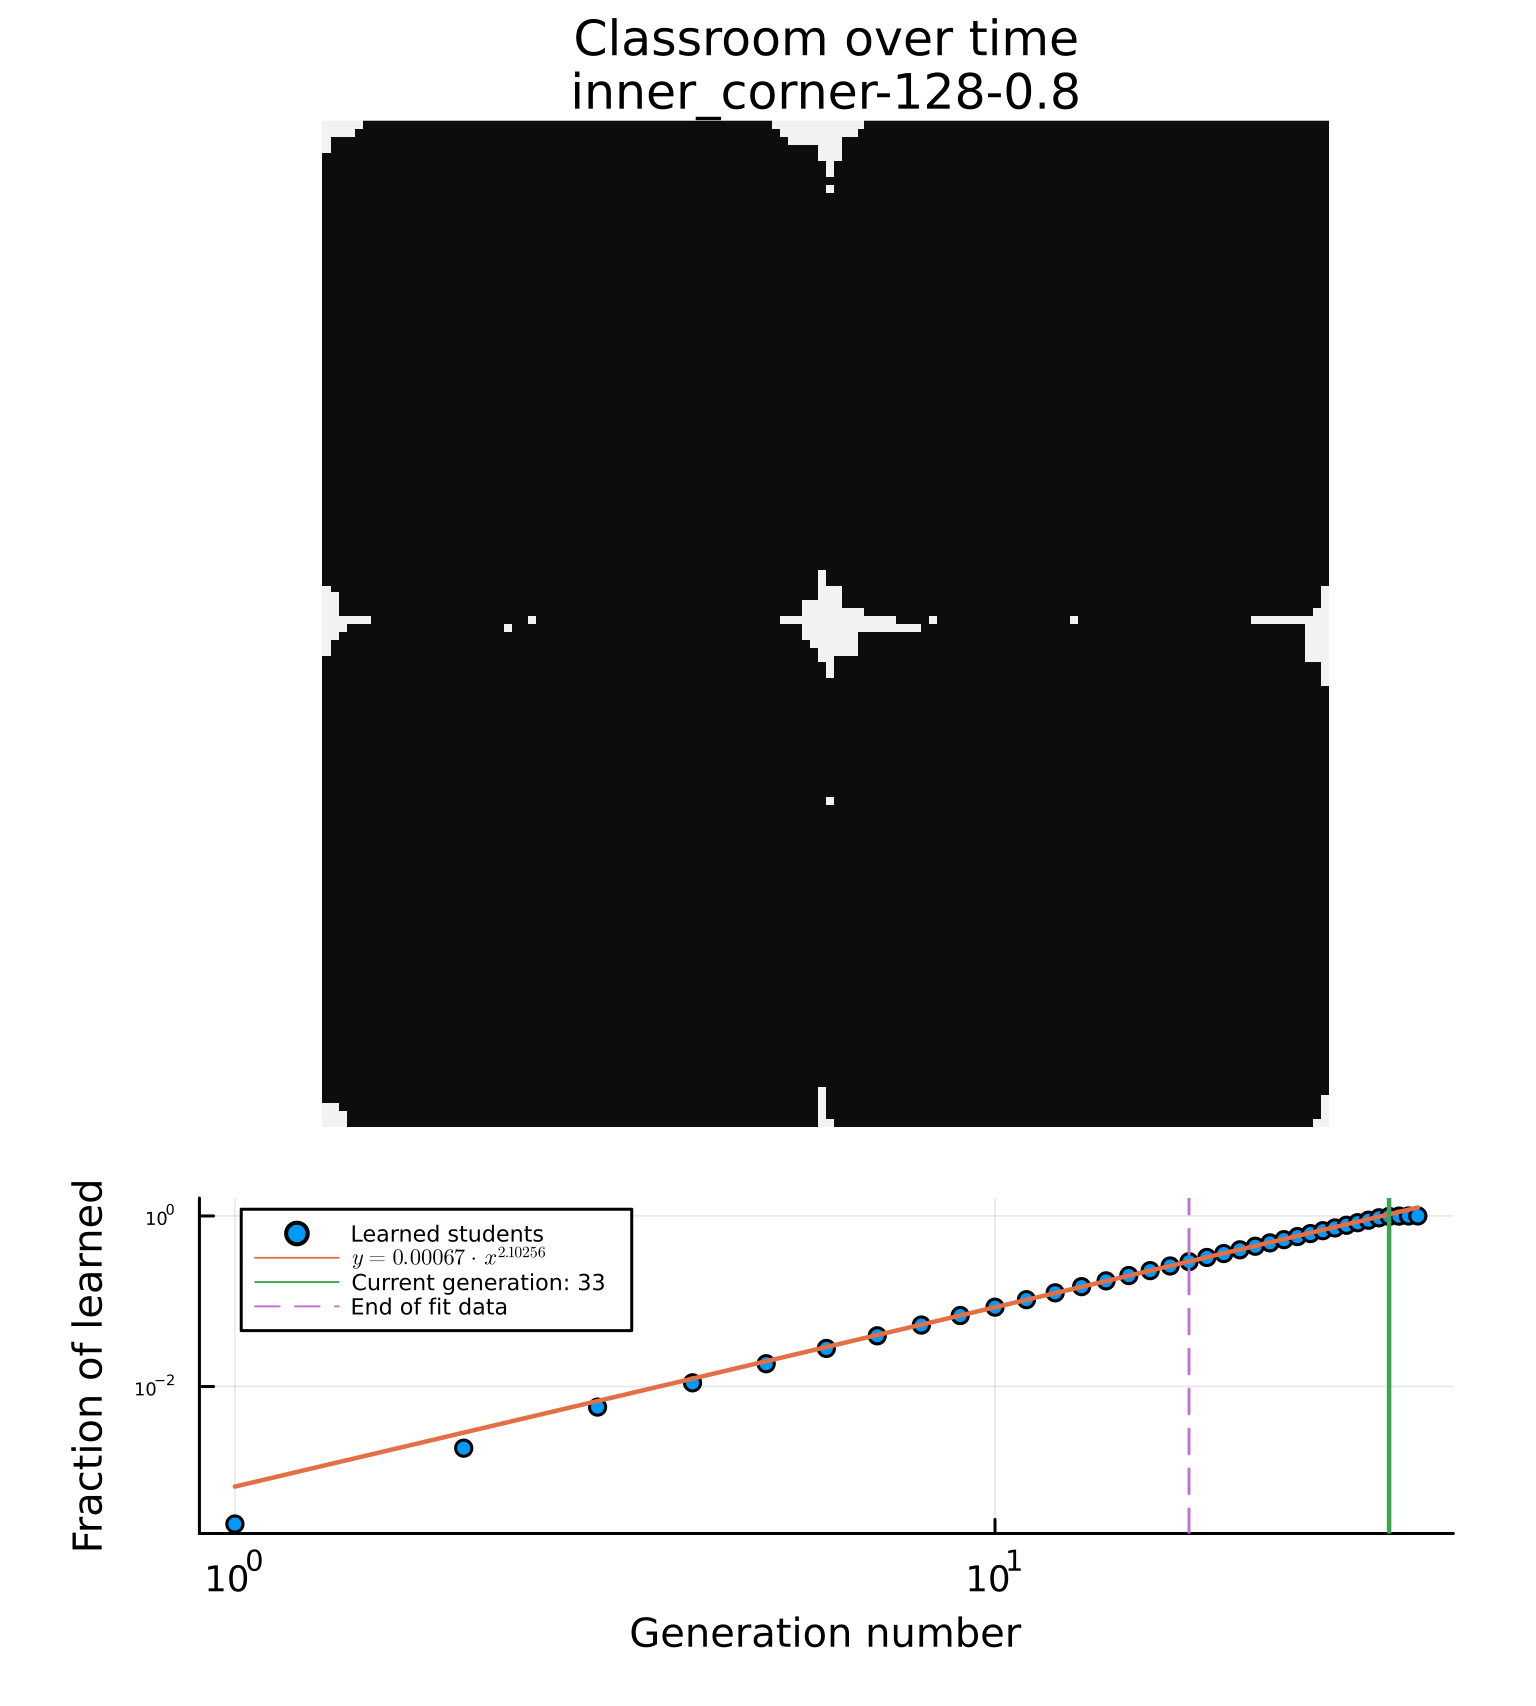 Classroom over time
inner_corner-128-0.8
Fraction of learned
10^0
10^-2
Learned students
y = 0.00067 · x^2.10256
Current generation: 33
End of fit data
10^0
10^1
Generation number